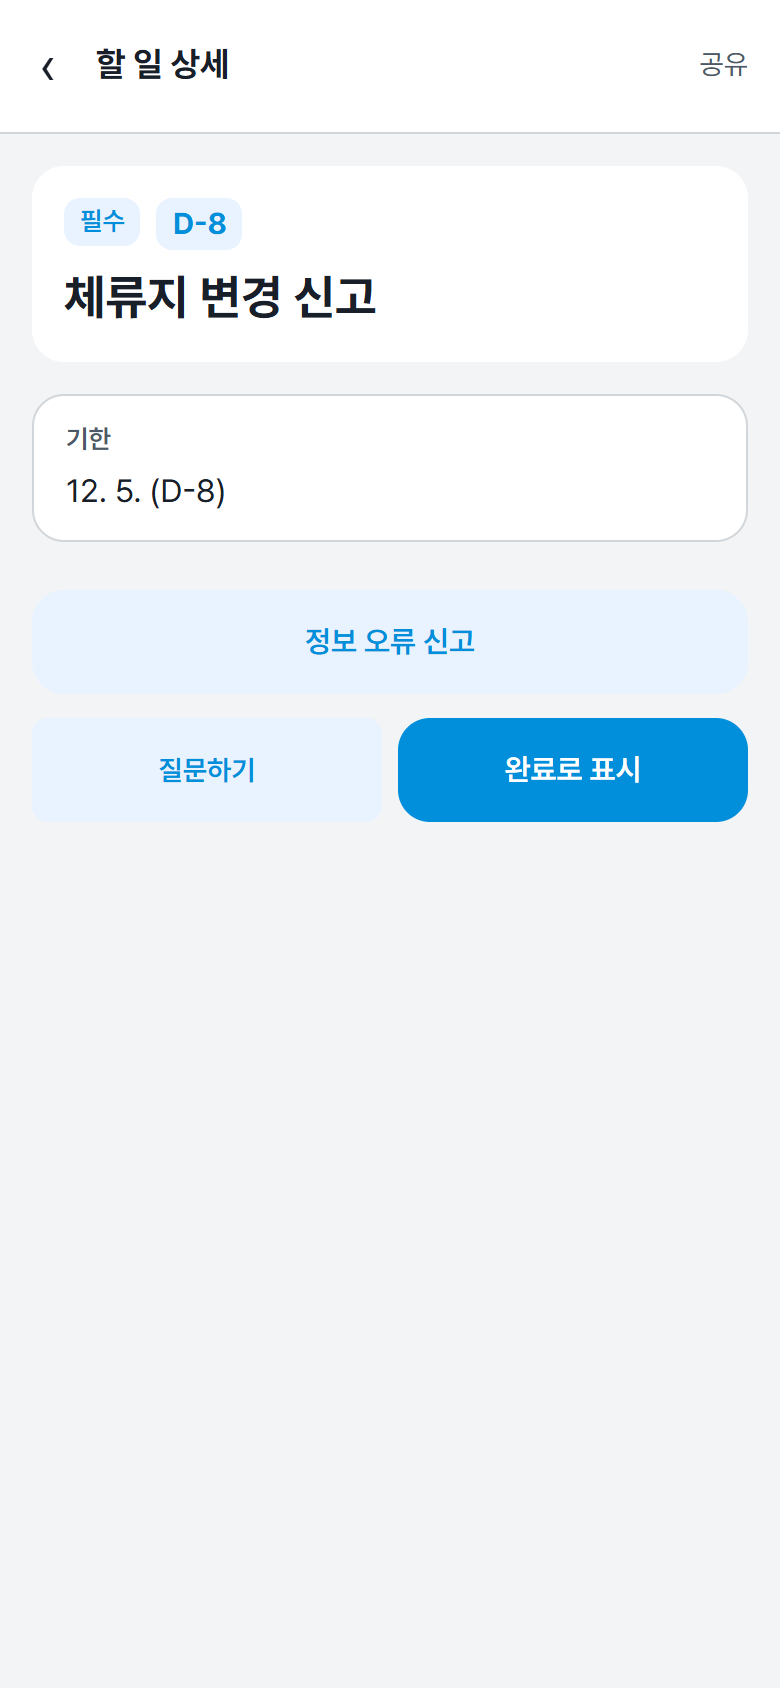 ‹ 할 일 상세 공유
필수 D-8
체류지 변경 신고
기한
12. 5. (D-8)
정보 오류 신고
질문하기 완료로 표시